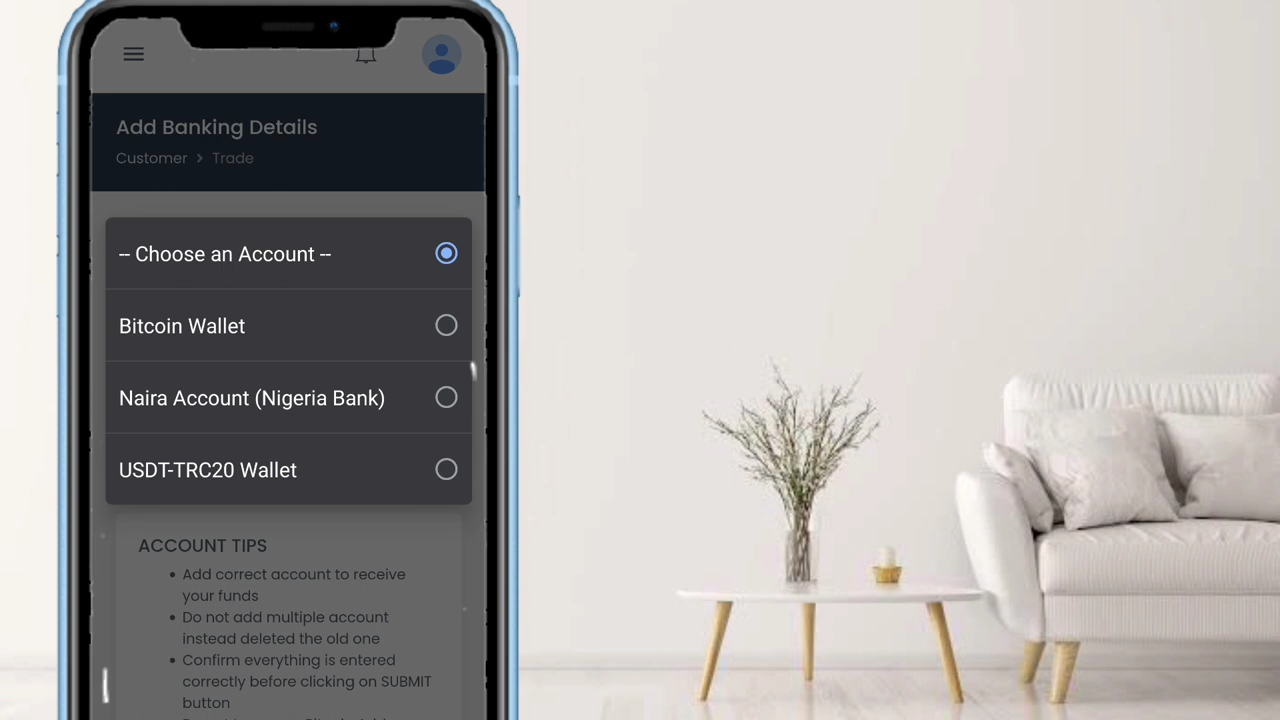 Add Banking Details
Customer > Trade
-- Choose an Account --
Bitcoin Wallet
Naira Account (Nigeria Bank)
USDT-TRC20 Wallet
ACCOUNT TIPS
• Add correct account to receive
your funds
• Do not add multiple account
instead deleted the old one
• Confirm everything is entered
correctly before clicking on SUBMIT
button